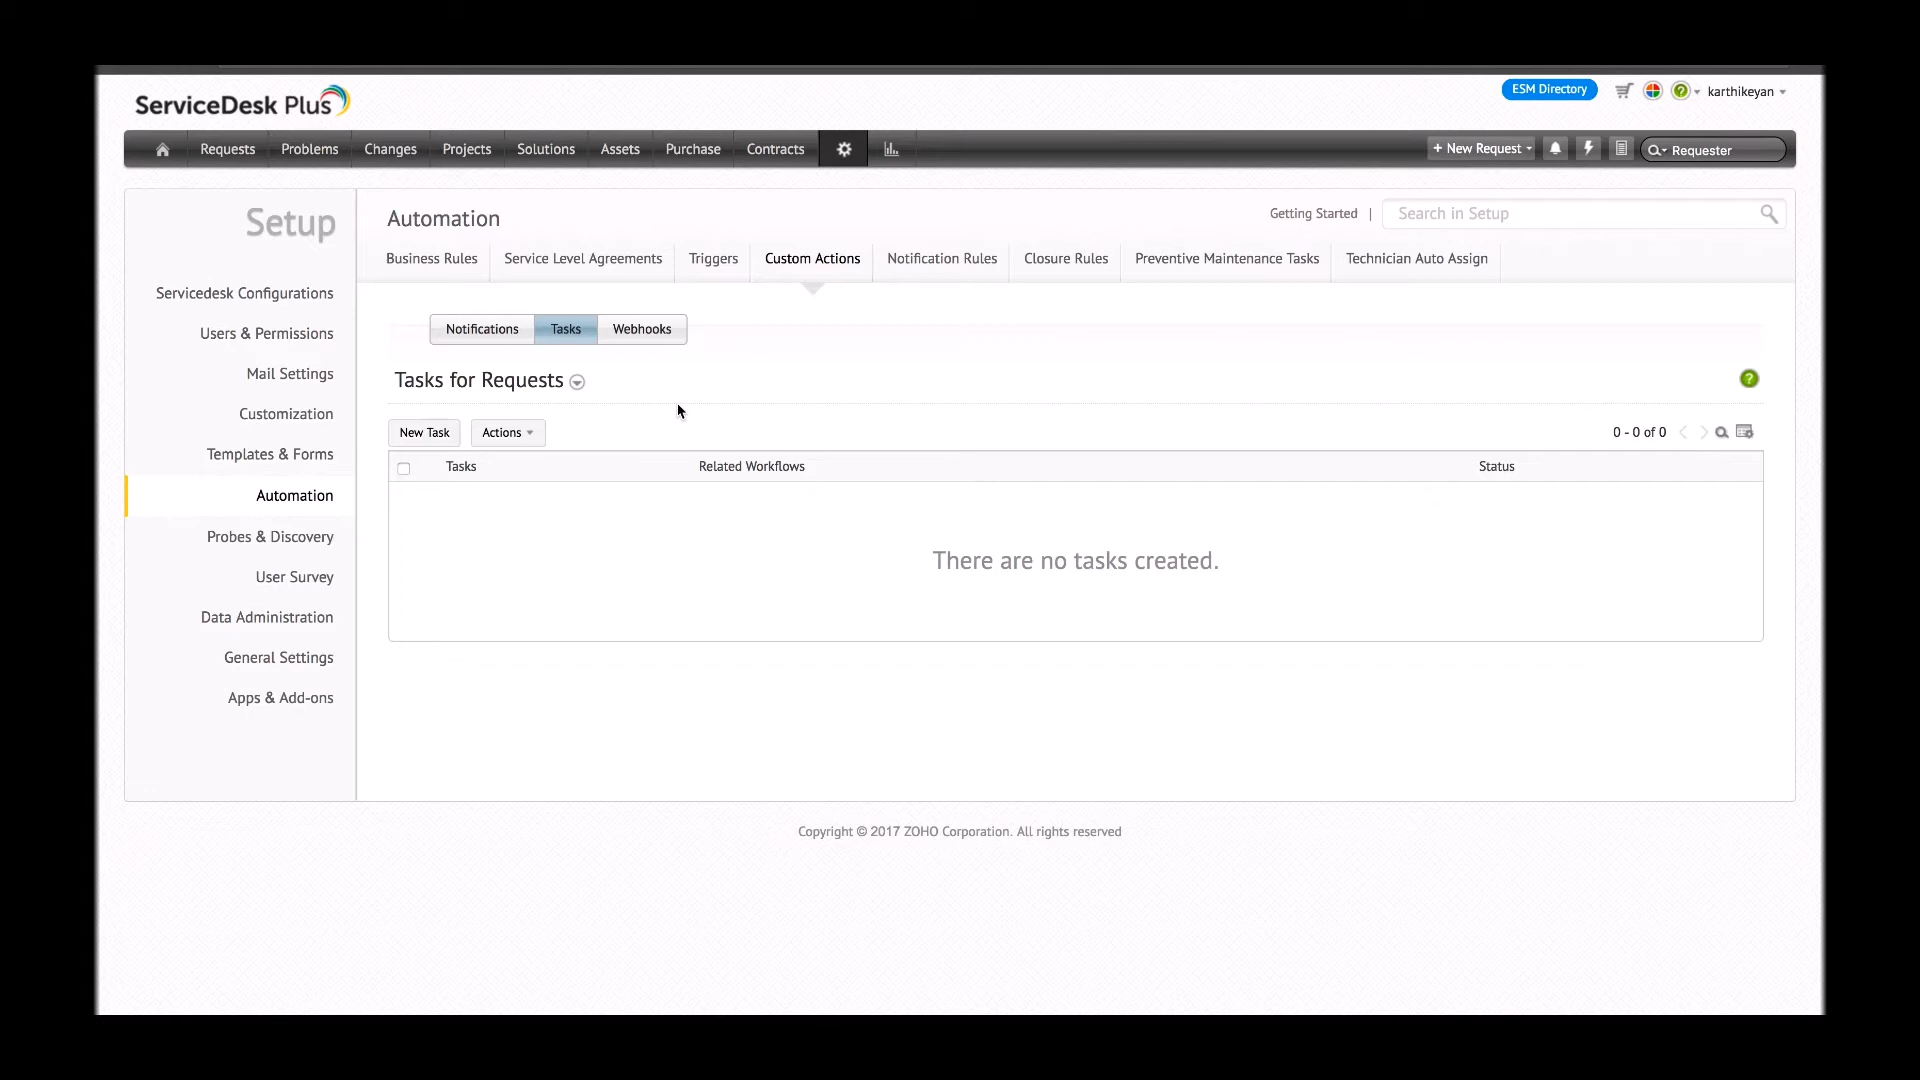 ServiceDesk Plus
ESM Directory
karthikeyan
Requests Problems Changes Projects Solutions Assets Purchase Contracts
+ New Request
Requester
Setup
Automation
Getting Started |
Search in Setup
Business Rules Service Level Agreements Triggers Custom Actions Notification Rules Closure Rules Preventive Maintenance Tasks Technician Auto Assign
Servicedesk Configurations
Users & Permissions
Mail Settings
Customization
Templates & Forms
Automation
Probes & Discovery
User Survey
Data Administration
General Settings
Apps & Add-ons
Notifications Tasks Webhooks
Tasks for Requests
?
New Task Actions
0 - 0 of 0
Tasks Related Workflows Status
There are no tasks created.
Copyright © 2017 ZOHO Corporation. All rights reserved